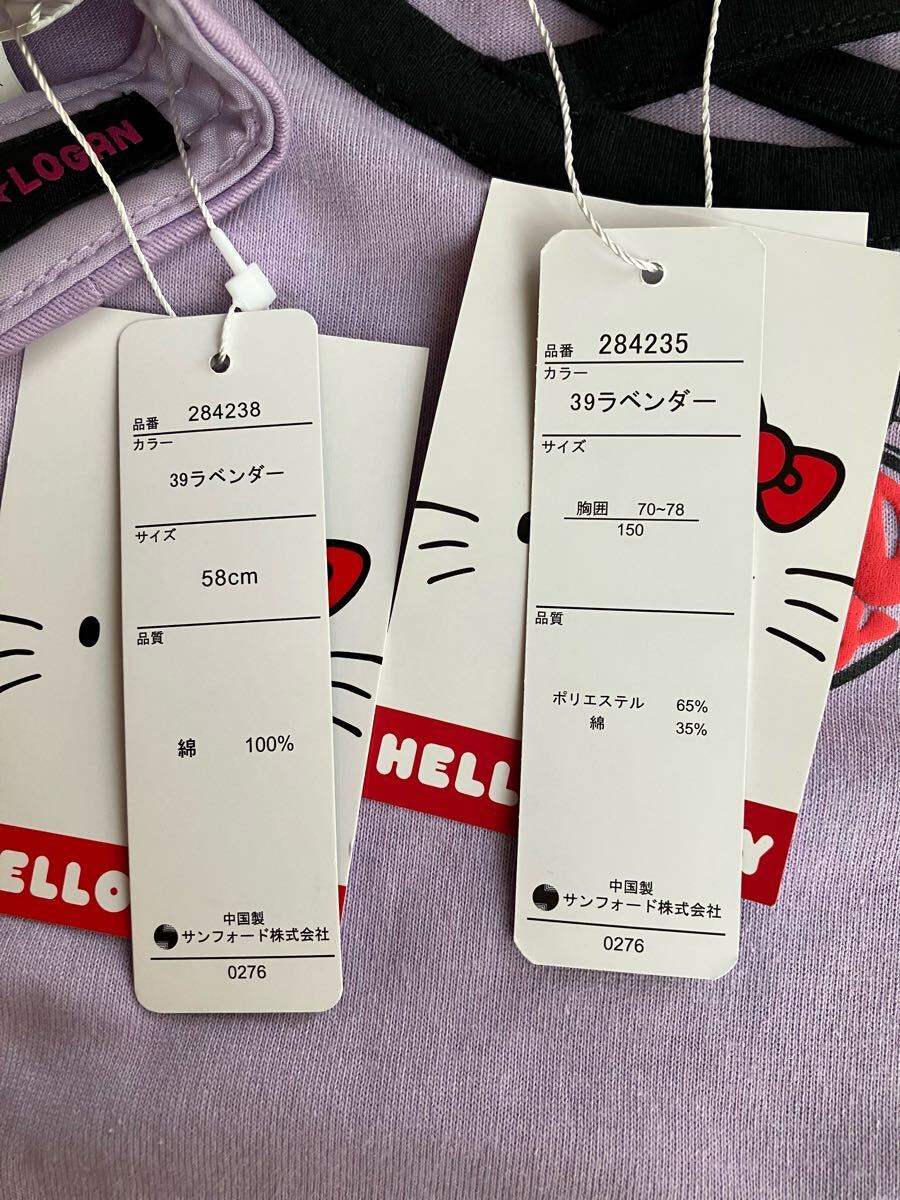 ★LOGAN
品番 284238
カラー
39ラベンダー
サイズ
58cm
品質
綿 100%
中国製
サンフォード株式会社
0276
ELLO
品番 284235
カラー
39ラベンダー
サイズ
胸囲 70~78
150
品質
ポリエステル 65%
綿 35%
中国製
サンフォード株式会社
0276
HELL
Y